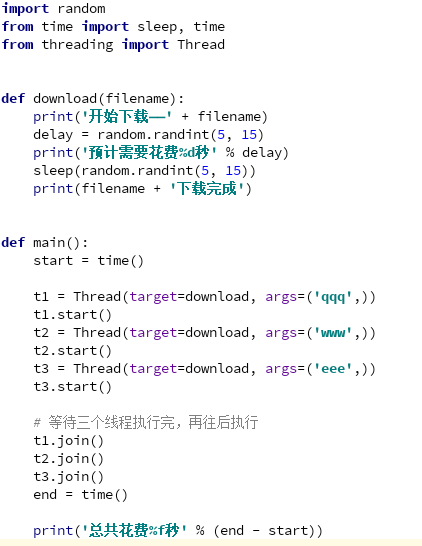 import random
from time import sleep, time
from threading import Thread
def download(filename):
print('开始下载——' + filename)
delay = random.randint(5, 15)
print('预计需要花费%d秒' % delay)
sleep(random.randint(5, 15))
print(filename + '下载完成')
def main():
start = time()
t1 = Thread(target=download, args=('qqq',))
t1.start()
t2 = Thread(target=download, args=('www',))
t2.start()
t3 = Thread(target=download, args=('eee',))
t3.start()
# 等待三个线程执行完，再往后执行
t1.join()
t2.join()
t3.join()
end = time()
print('总共花费%f秒' % (end - start))